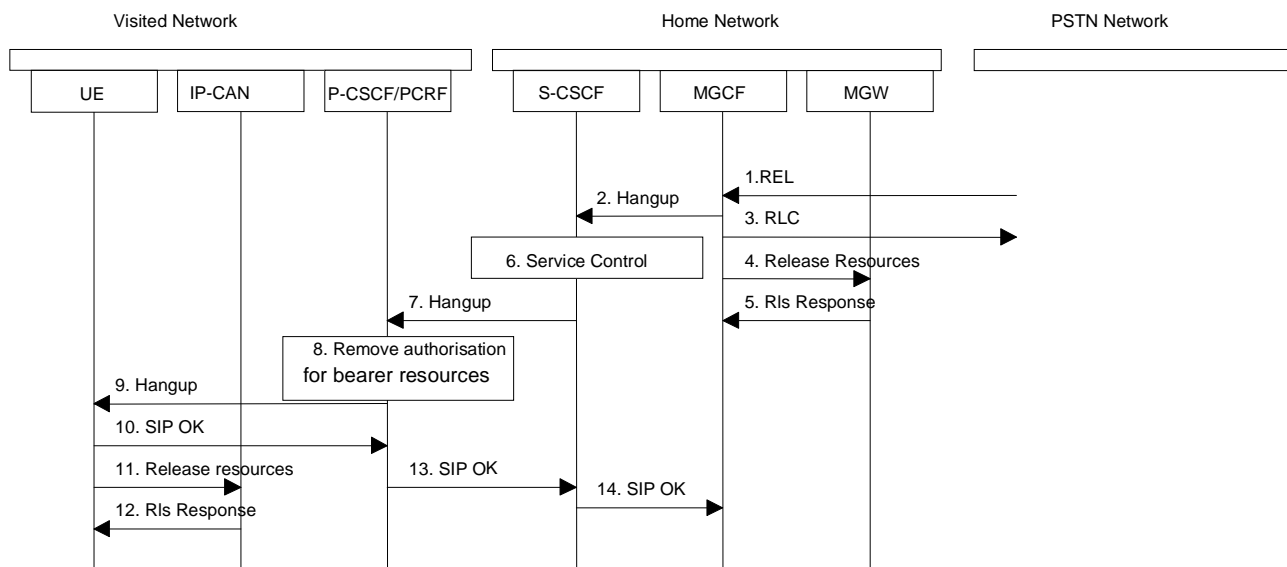 Visited Network
Home Network
PSTN Network
UE
IP-CAN
P-CSCF/PCRF
S-CSCF
MGCF
MGW
1.REL
2. Hangup
3. RLC
6. Service Control
4. Release Resources
7. Hangup
5. Rls Response
8. Remove authorisation
for bearer resources
9. Hangup
10. SIP OK
11. Release resources
13. SIP OK
14. SIP OK
12. Rls Response